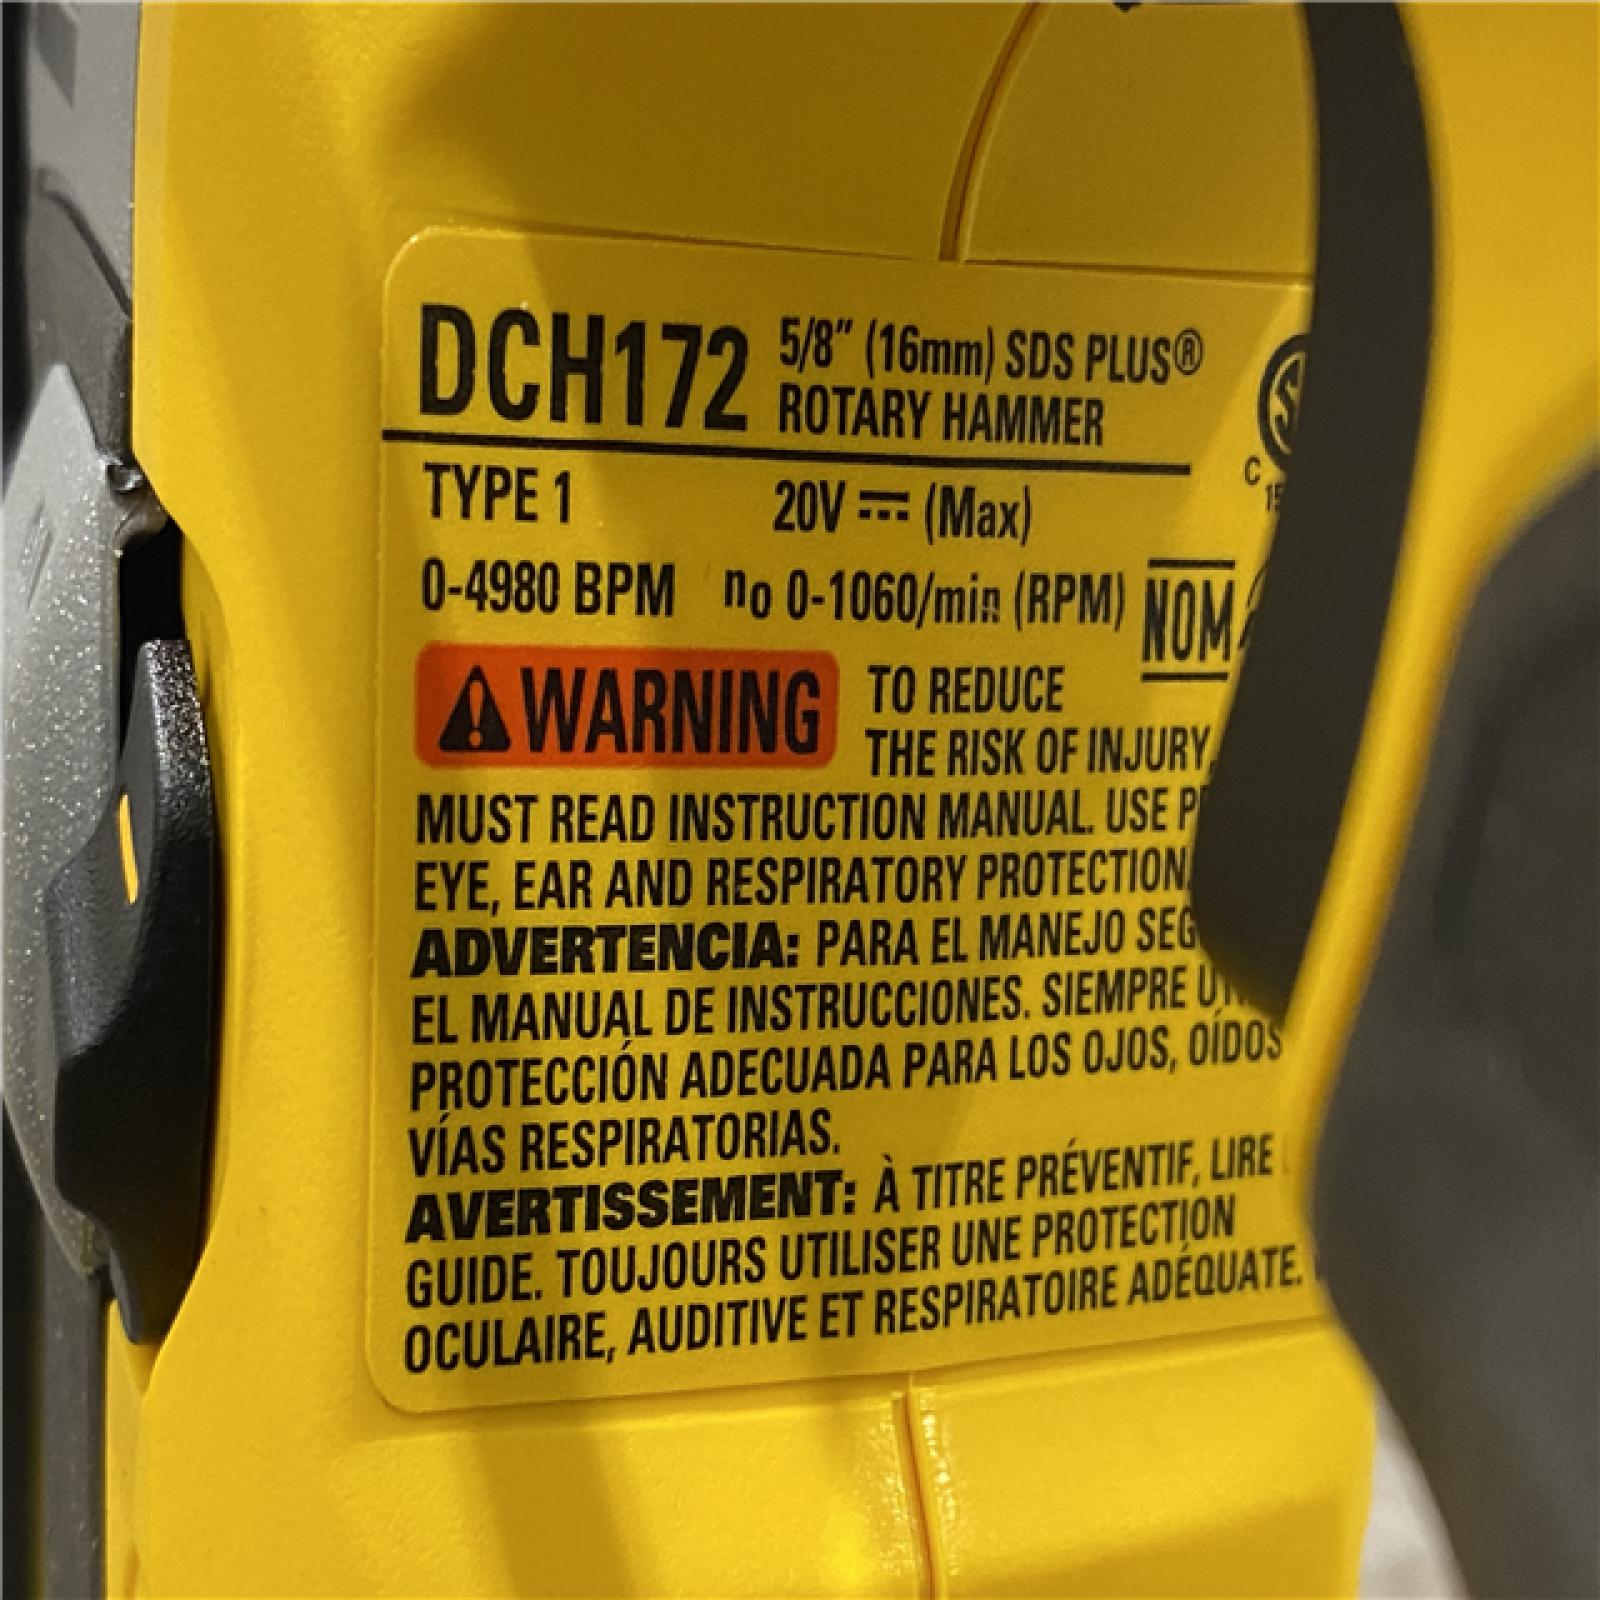 DCH172 5/8" (16mm) SDS PLUS®
ROTARY HAMMER
TYPE 1 20V ⎓ (Max)
0-4980 BPM no 0-1060/min (RPM)
C
NOM
⚠ WARNING TO REDUCE
THE RISK OF INJURY,
MUST READ INSTRUCTION MANUAL. USE
EYE, EAR AND RESPIRATORY PROTECTION.
ADVERTENCIA: PARA EL MANEJO
EL MANUAL DE INSTRUCCIONES. SIEMPRE
PROTECCIÓN ADECUADA PARA LOS OJOS, OÍDOS
VÍAS RESPIRATORIAS.
AVERTISSEMENT: À TITRE PRÉVENTIF, LIRE
GUIDE. TOUJOURS UTILISER UNE PROTECTION
OCULAIRE, AUDITIVE ET RESPIRATOIRE ADÉQUATE.